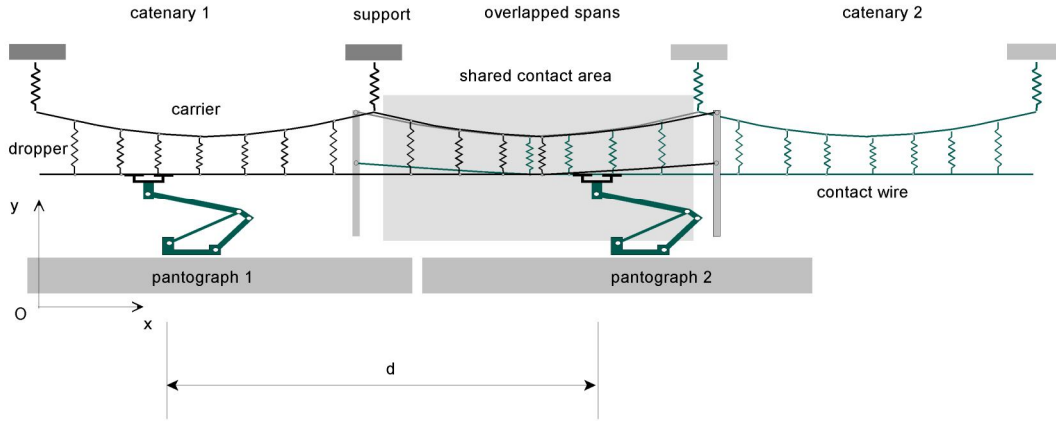 catenary 1
support
overlapped spans
catenary 2
shared contact area
carrier
dropper
contact wire
y
pantograph 1
pantograph 2
O
x
d